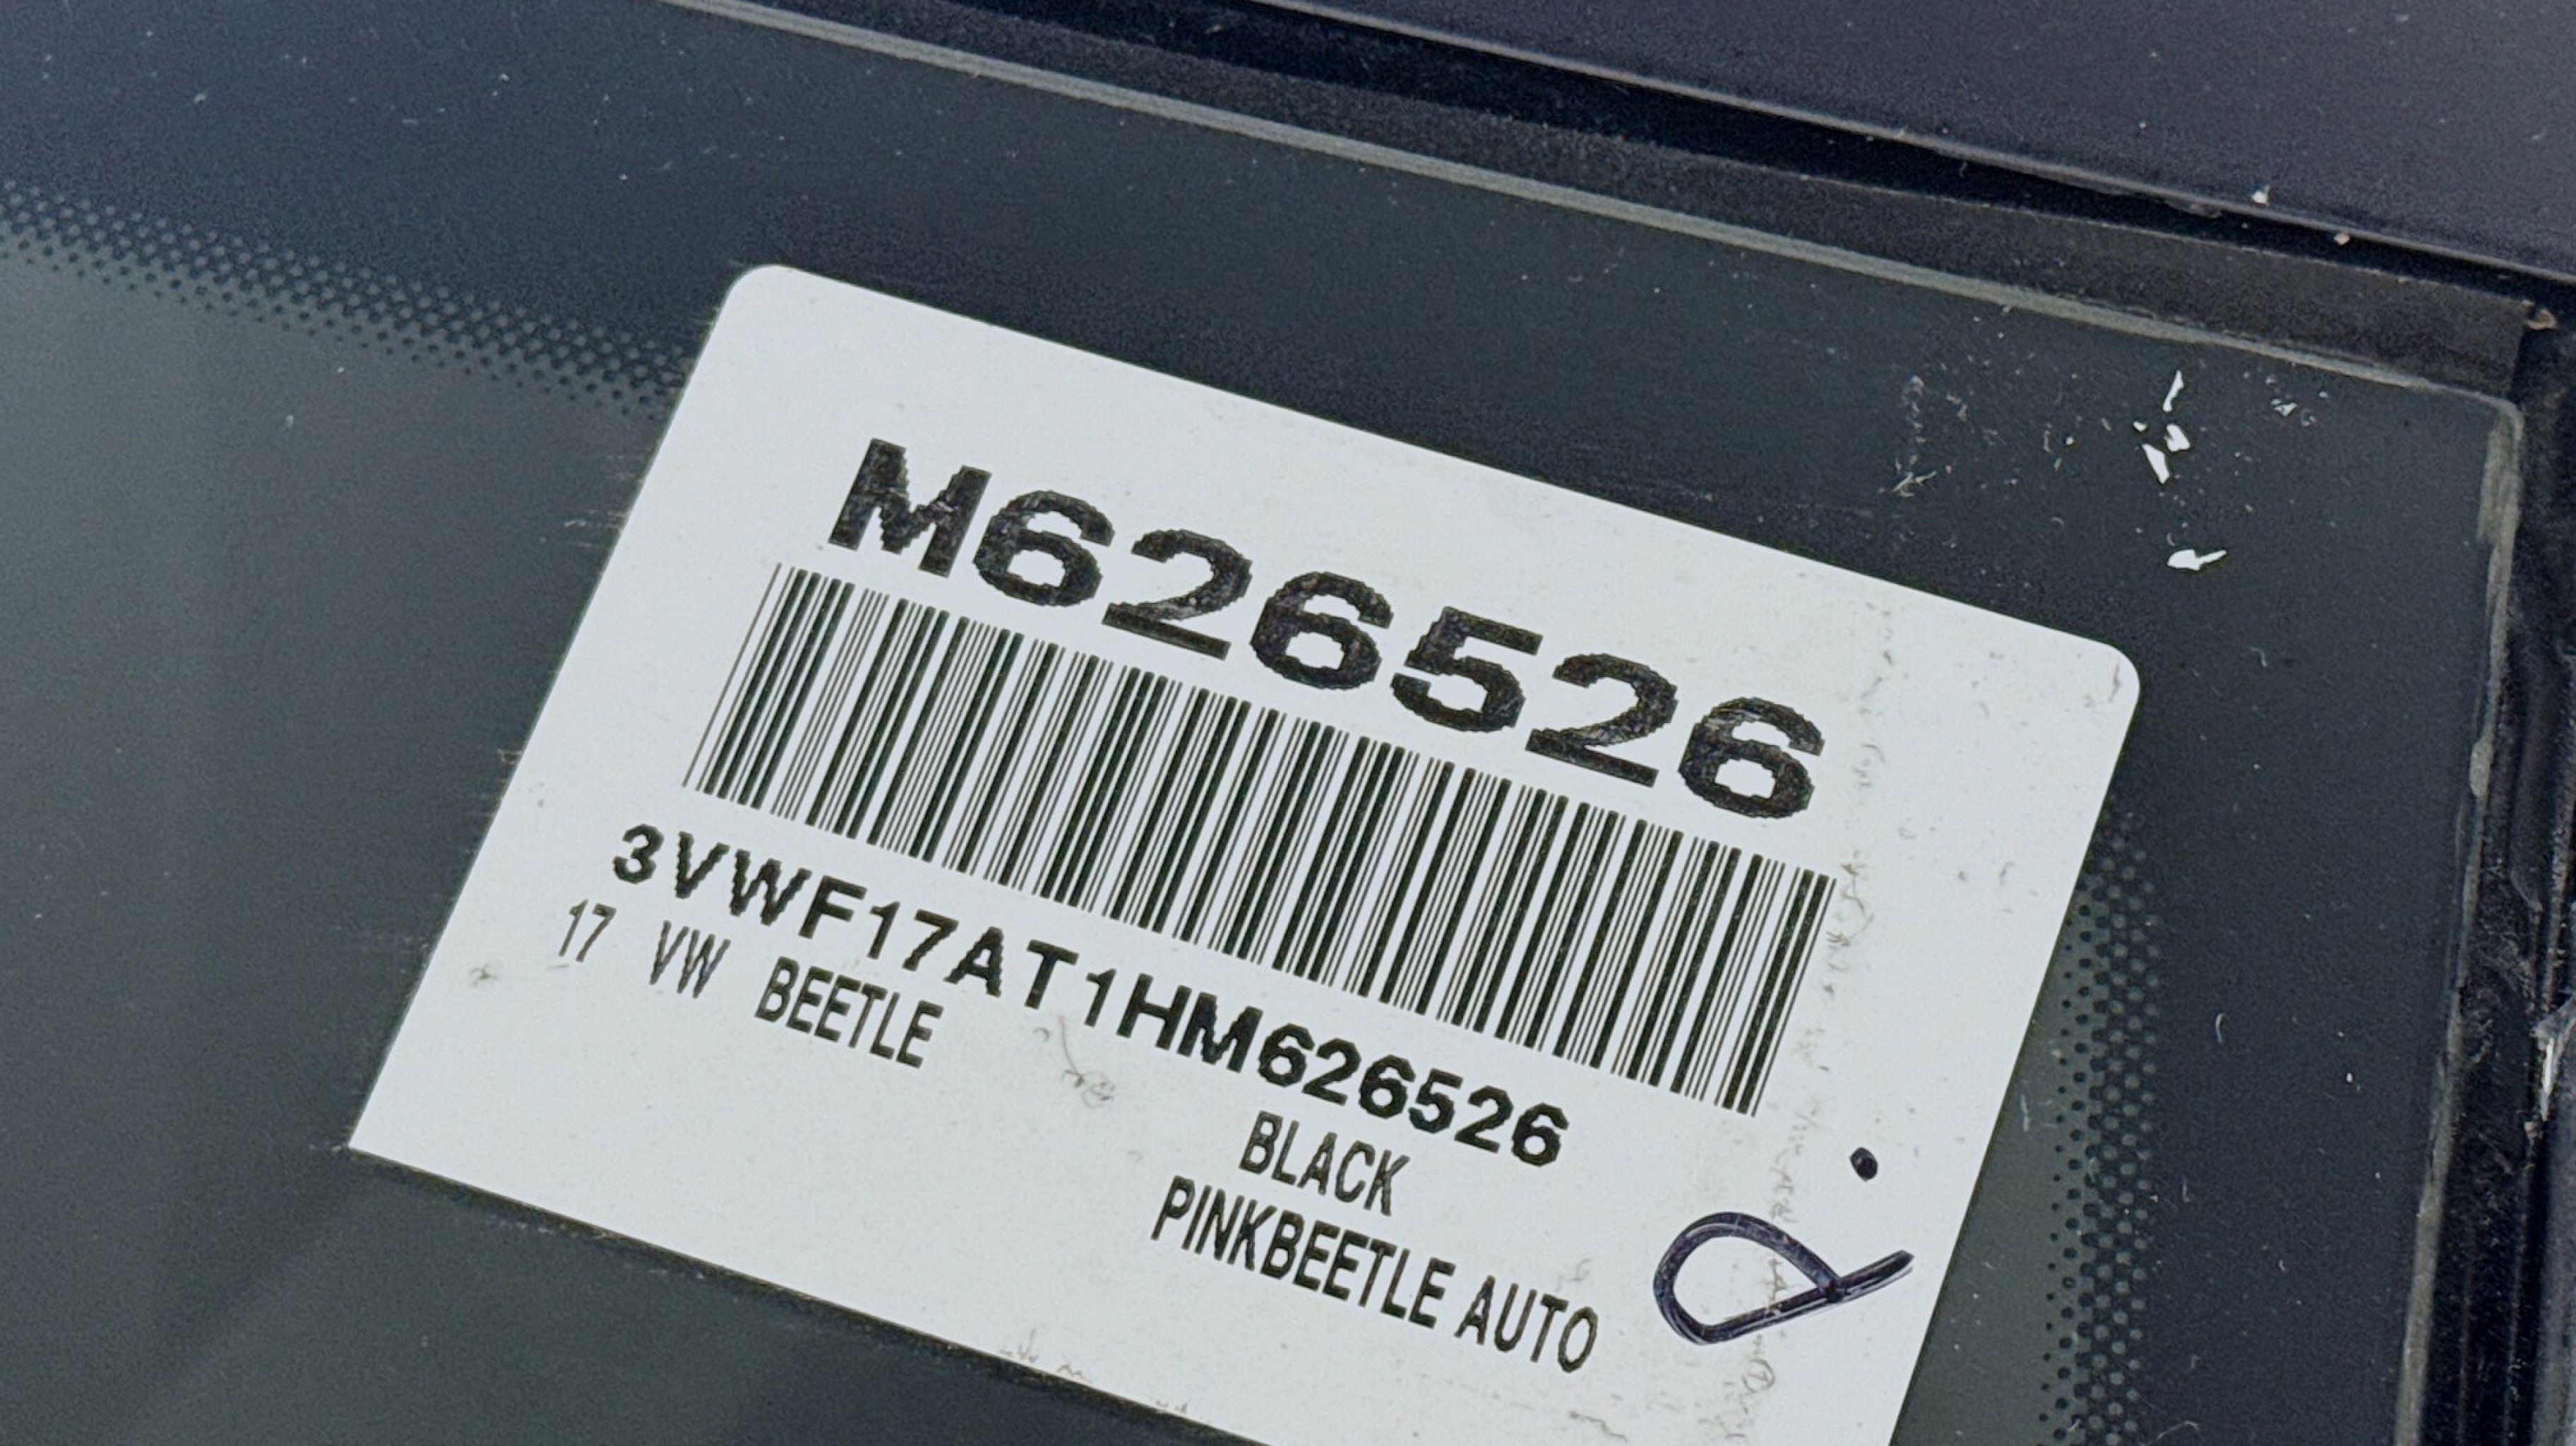 M626526
3VWF17AT1HM626526
17 VW BEETLE
BLACK
PINKBEETLE AUTO